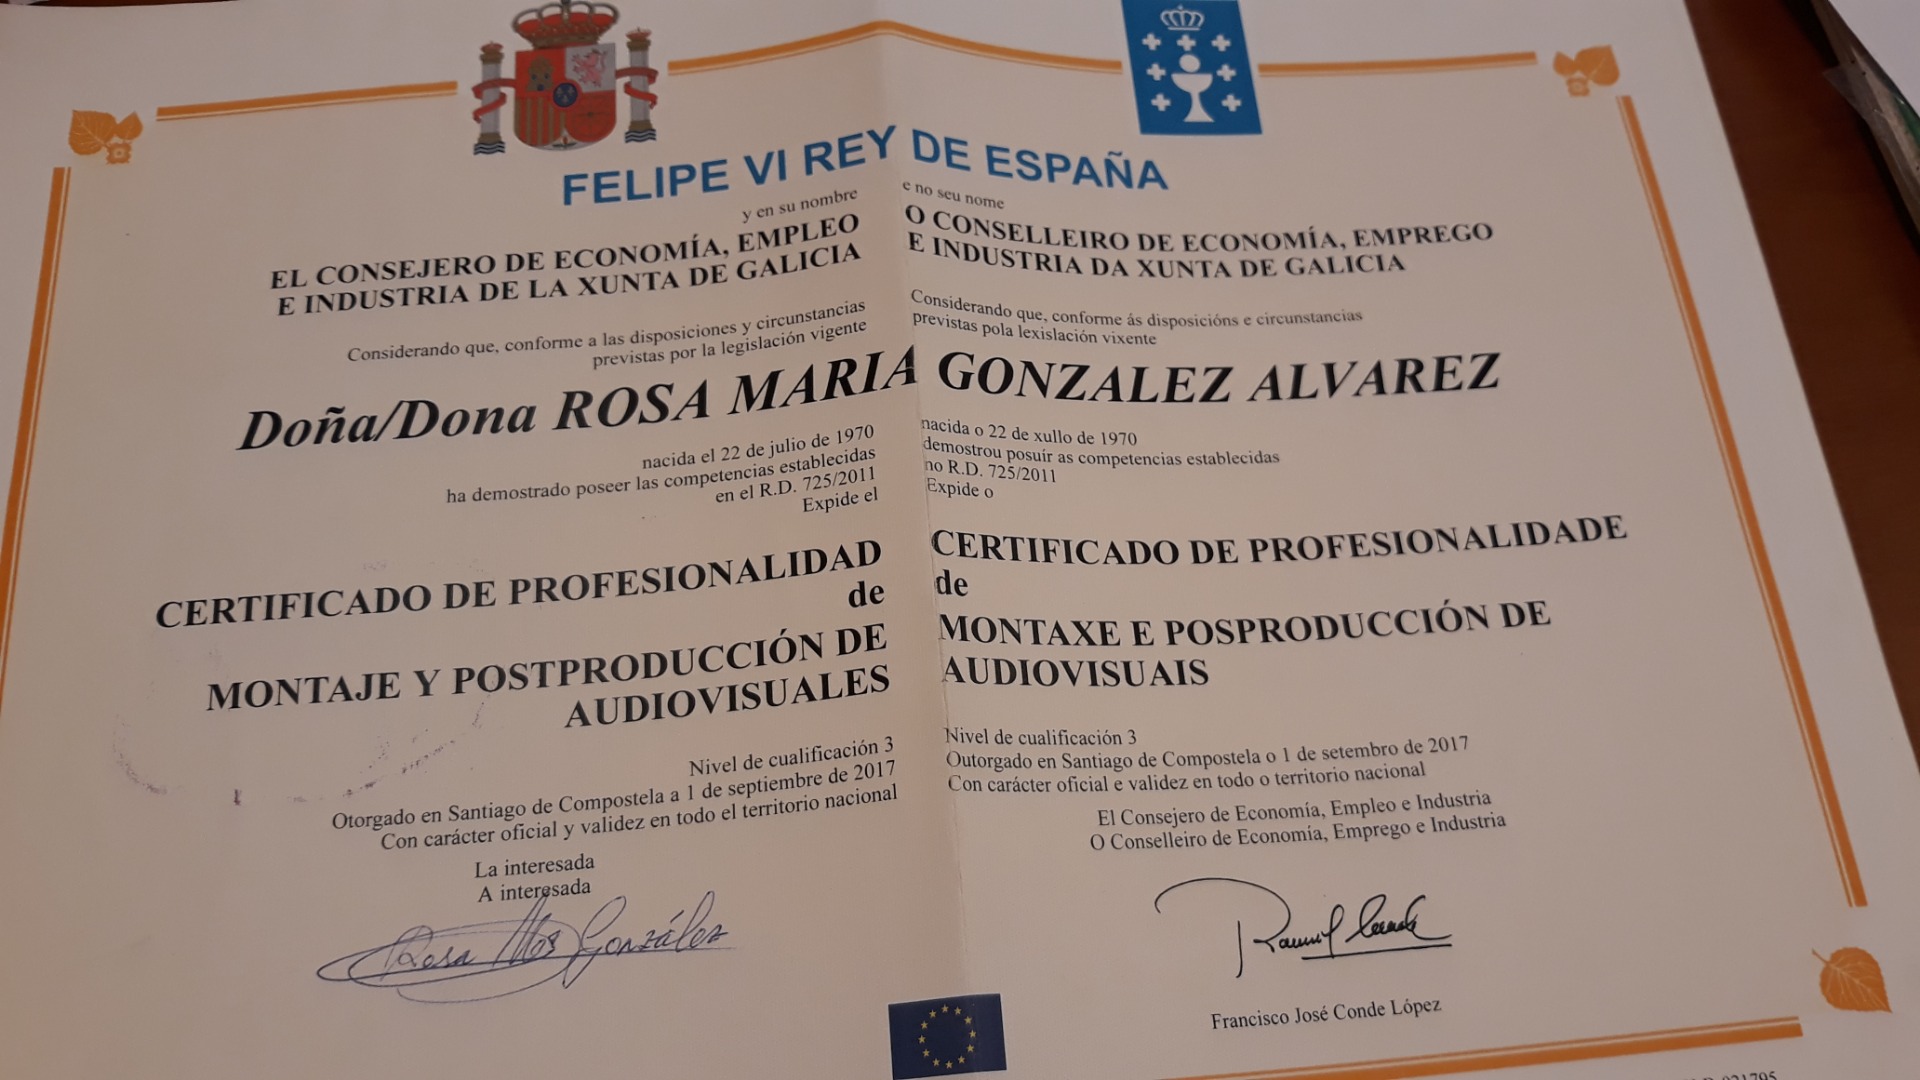 FELIPE VI REY DE ESPAÑA
y en su nombre
EL CONSEJERO DE ECONOMÍA, EMPLEO
E INDUSTRIA DE LA XUNTA DE GALICIA
Considerando que, conforme a las disposiciones y circunstancias
previstas por la legislación vigente
e no seu nome
O CONSELLEIRO DE ECONOMÍA, EMPREGO
E INDUSTRIA DA XUNTA DE GALICIA
Considerando que, conforme ás disposicións e circunstancias
previstas pola lexislación vixente
Doña/Dona ROSA MARIA GONZALEZ ALVAREZ
nacida el 22 de julio de 1970
ha demostrado poseer las competencias establecidas
en el R.D. 725/2011
Expide el
CERTIFICADO DE PROFESIONALIDAD
de
MONTAJE Y POSTPRODUCCIÓN DE
AUDIOVISUALES
Nivel de cualificación 3
Otorgado en Santiago de Compostela a 1 de septiembre de 2017
Con carácter oficial y validez en todo el territorio nacional
La interesada
A interesada
Rosa González
nacida o 22 de xullo de 1970
demostrou posuír as competencias establecidas
no R.D. 725/2011
Expide o
CERTIFICADO DE PROFESIONALIDADE
de
MONTAXE E POSPRODUCCIÓN DE
AUDIOVISUAIS
Nivel de cualificación 3
Outorgado en Santiago de Compostela o 1 de setembro de 2017
Con carácter oficial e validez en todo o territorio nacional
El Consejero de Economía, Empleo e Industria
O Conselleiro de Economía, Emprego e Industria
Francisco José Conde López